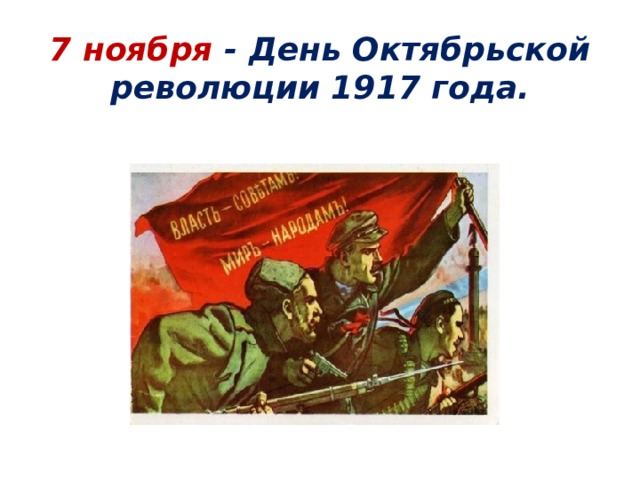 7 ноября - День Октябрьской
революции 1917 года.
ВЛАСТЬ — СОВѢТАМЪ!
МИРЪ — НАРОДАМЪ!